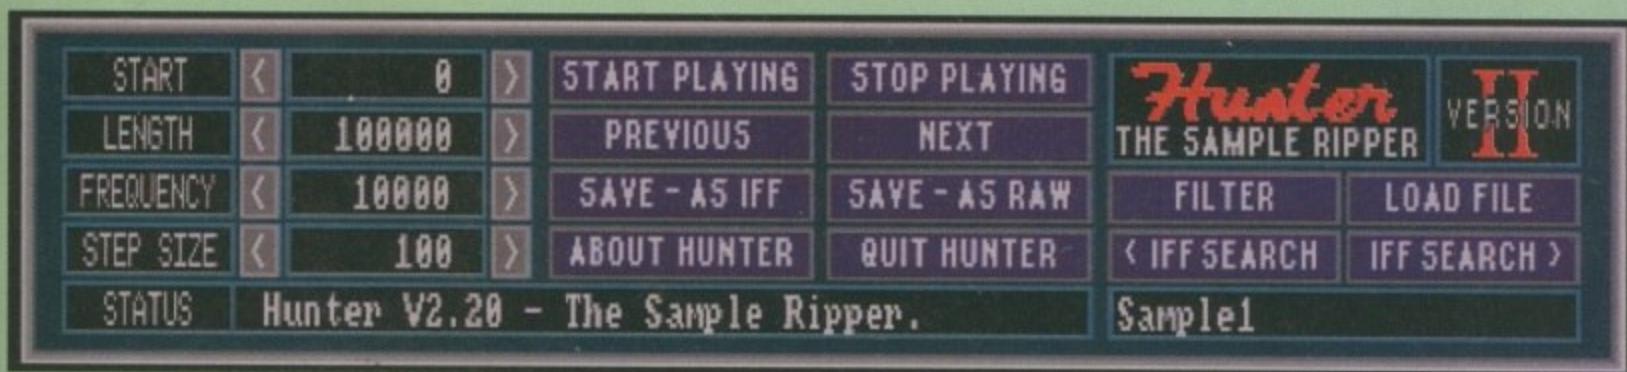 START < 0 > START PLAYING STOP PLAYING Hunter VERSION II
LENGTH < 100000 > PREVIOUS NEXT THE SAMPLE RIPPER
FREQUENCY < 10000 > SAVE - AS IFF SAVE - AS RAW FILTER LOAD FILE
STEP SIZE < 100 > ABOUT HUNTER QUIT HUNTER < IFF SEARCH IFF SEARCH >
STATUS Hunter V2.20 - The Sample Ripper. Sample1